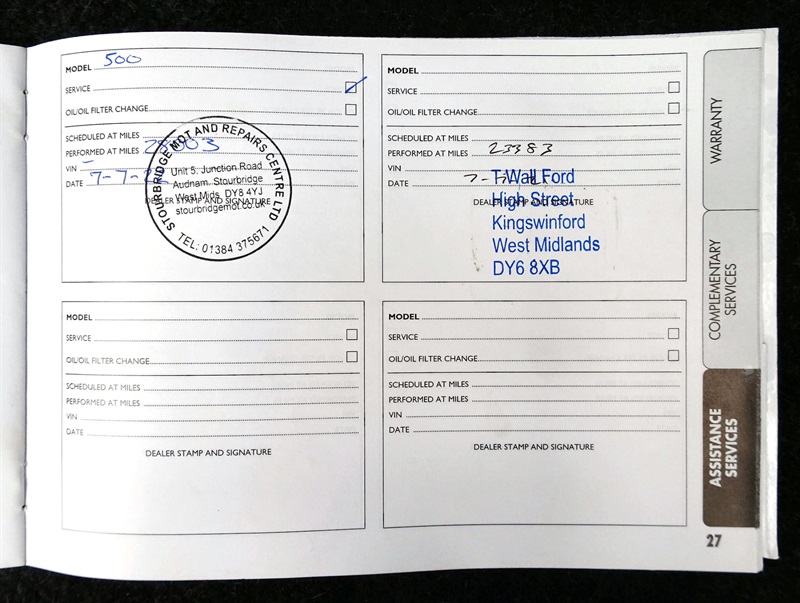 MODEL 500
SERVICE
OIL/OIL FILTER CHANGE
SCHEDULED AT MILES
PERFORMED AT MILES
VIN
DATE 7-7-
DEALER STAMP AND SIGNATURE
STOURBRIDGE MOT AND REPAIRS CENTRE LTD
Unit 5, Junction Road
Audnam, Stourbridge
West Mids, DY8 4YJ
stourbridgemot.co.uk
TEL: 01384 375671
MODEL
SERVICE
OIL/OIL FILTER CHANGE
SCHEDULED AT MILES
PERFORMED AT MILES 23383
VIN
DATE
DEALER STAMP AND SIGNATURE
T Wall Ford
High Street
Kingswinford
West Midlands
DY6 8XB
MODEL
SERVICE
OIL/OIL FILTER CHANGE
SCHEDULED AT MILES
PERFORMED AT MILES
VIN
DATE
DEALER STAMP AND SIGNATURE
MODEL
SERVICE
OIL/OIL FILTER CHANGE
SCHEDULED AT MILES
PERFORMED AT MILES
VIN
DATE
DEALER STAMP AND SIGNATURE
WARRANTY
COMPLEMENTARY
SERVICES
ASSISTANCE
SERVICES
27